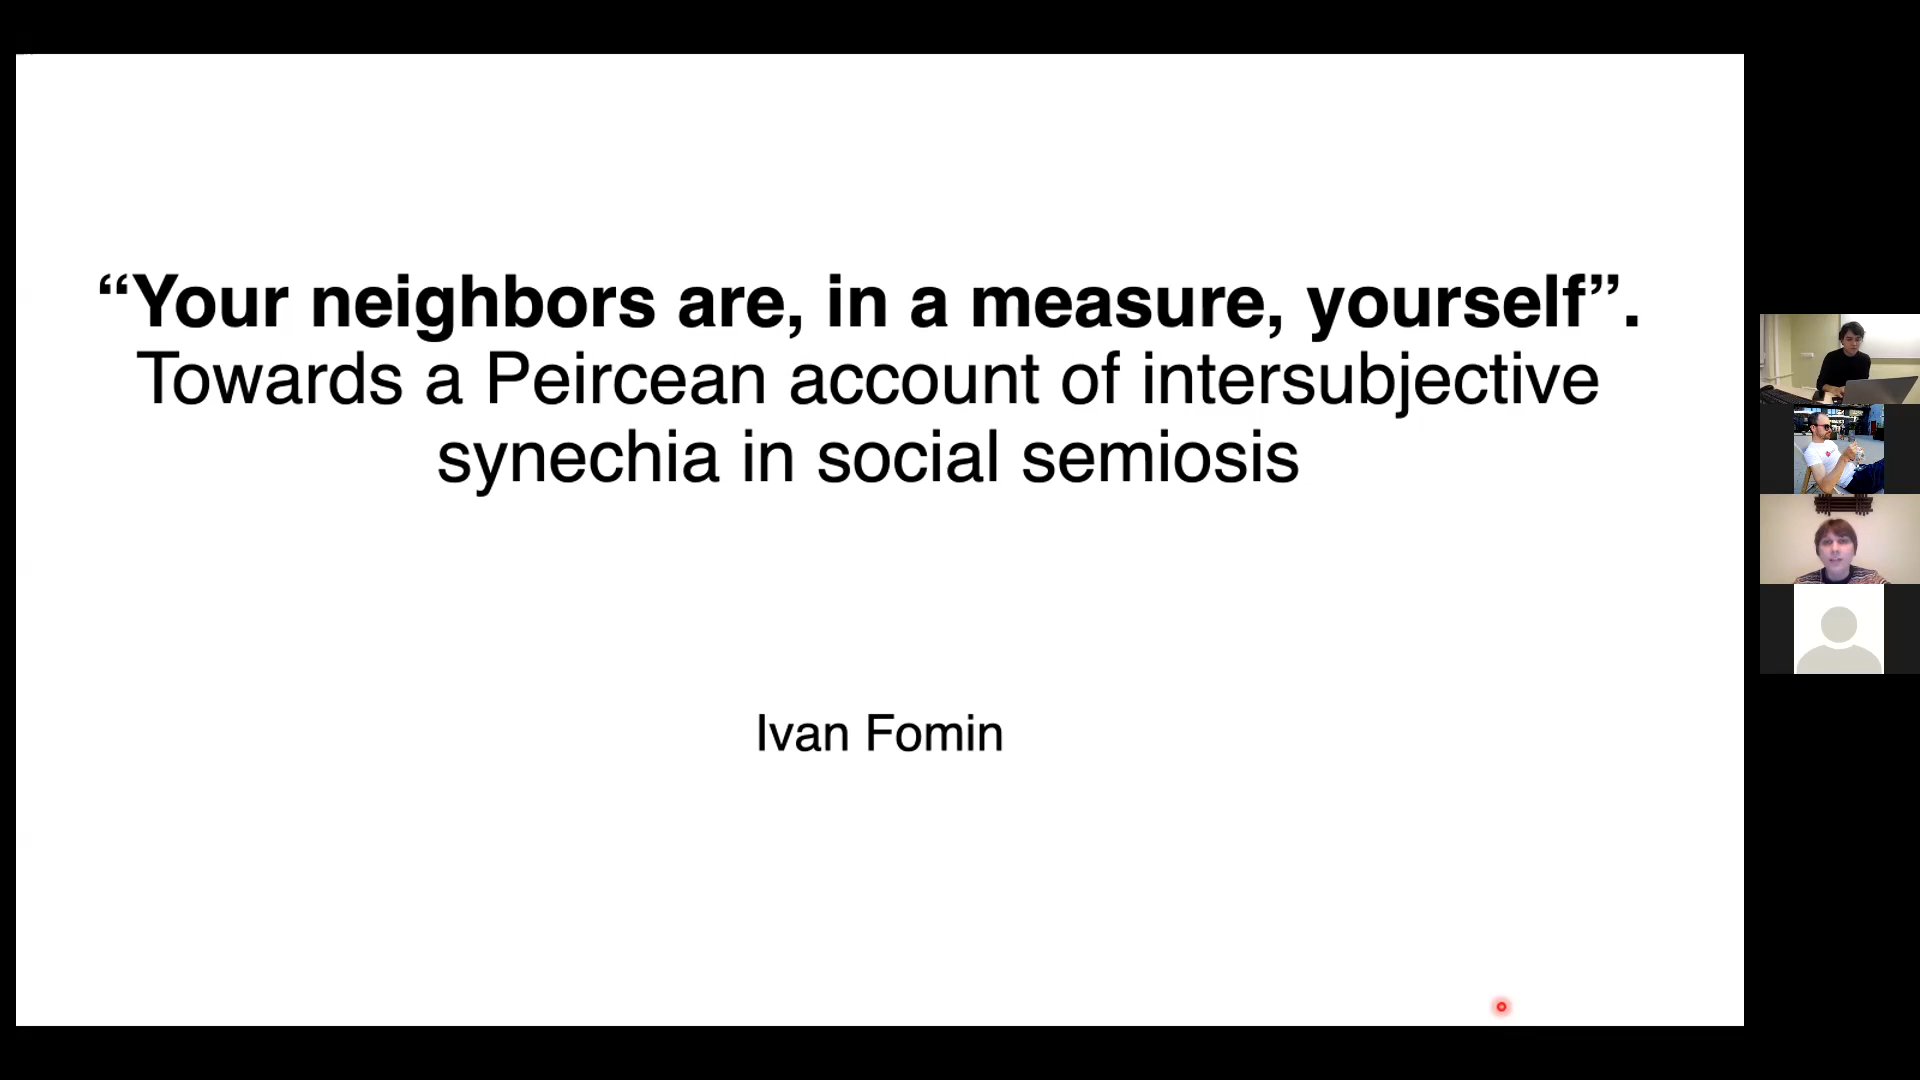 “Your neighbors are, in a measure, yourself”.
Towards a Peircean account of intersubjective
synechia in social semiosis
Ivan Fomin